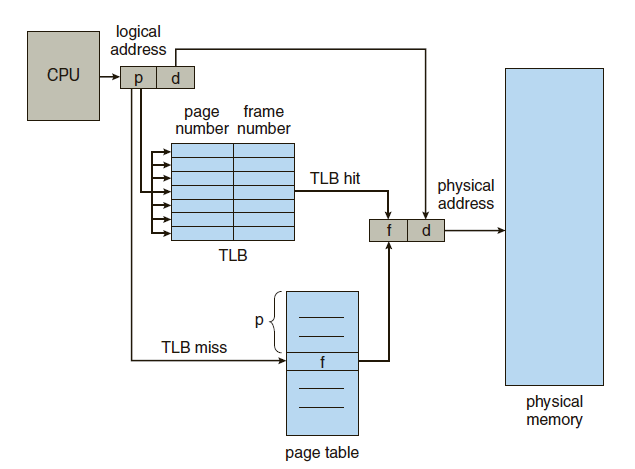 logical
address
CPU
p
d
page frame
number number
TLB hit
physical
address
f
d
TLB
p
TLB miss
f
physical
memory
page table